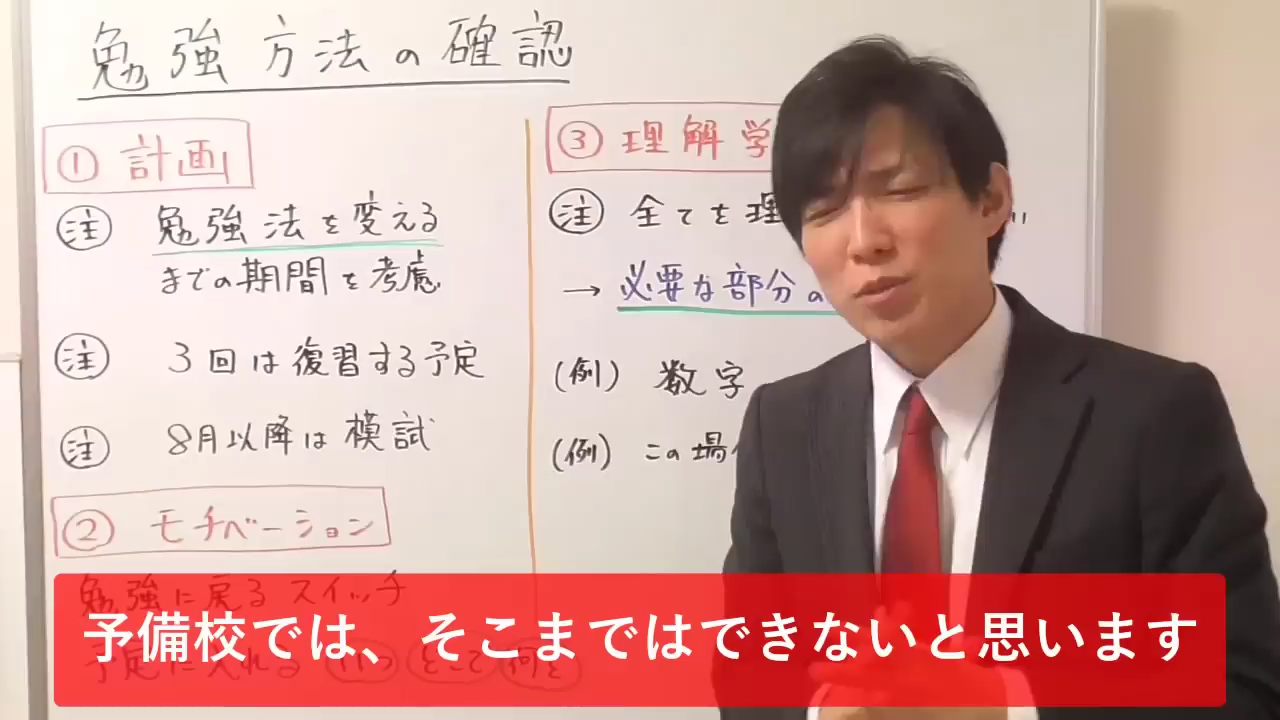 勉強方法の確認
① 計画
注 勉強法を変える
までの期間を考慮
注 3回は復習する予定
注 8月以降は模試
② モチベーション
勉強に戻るスイッチ
予定に入れる いつ どこで 何を
③ 理解学
注 全てを理
→ 必要な部分の
(例) 数字
(例) この場
予備校では、そこまではできないと思います